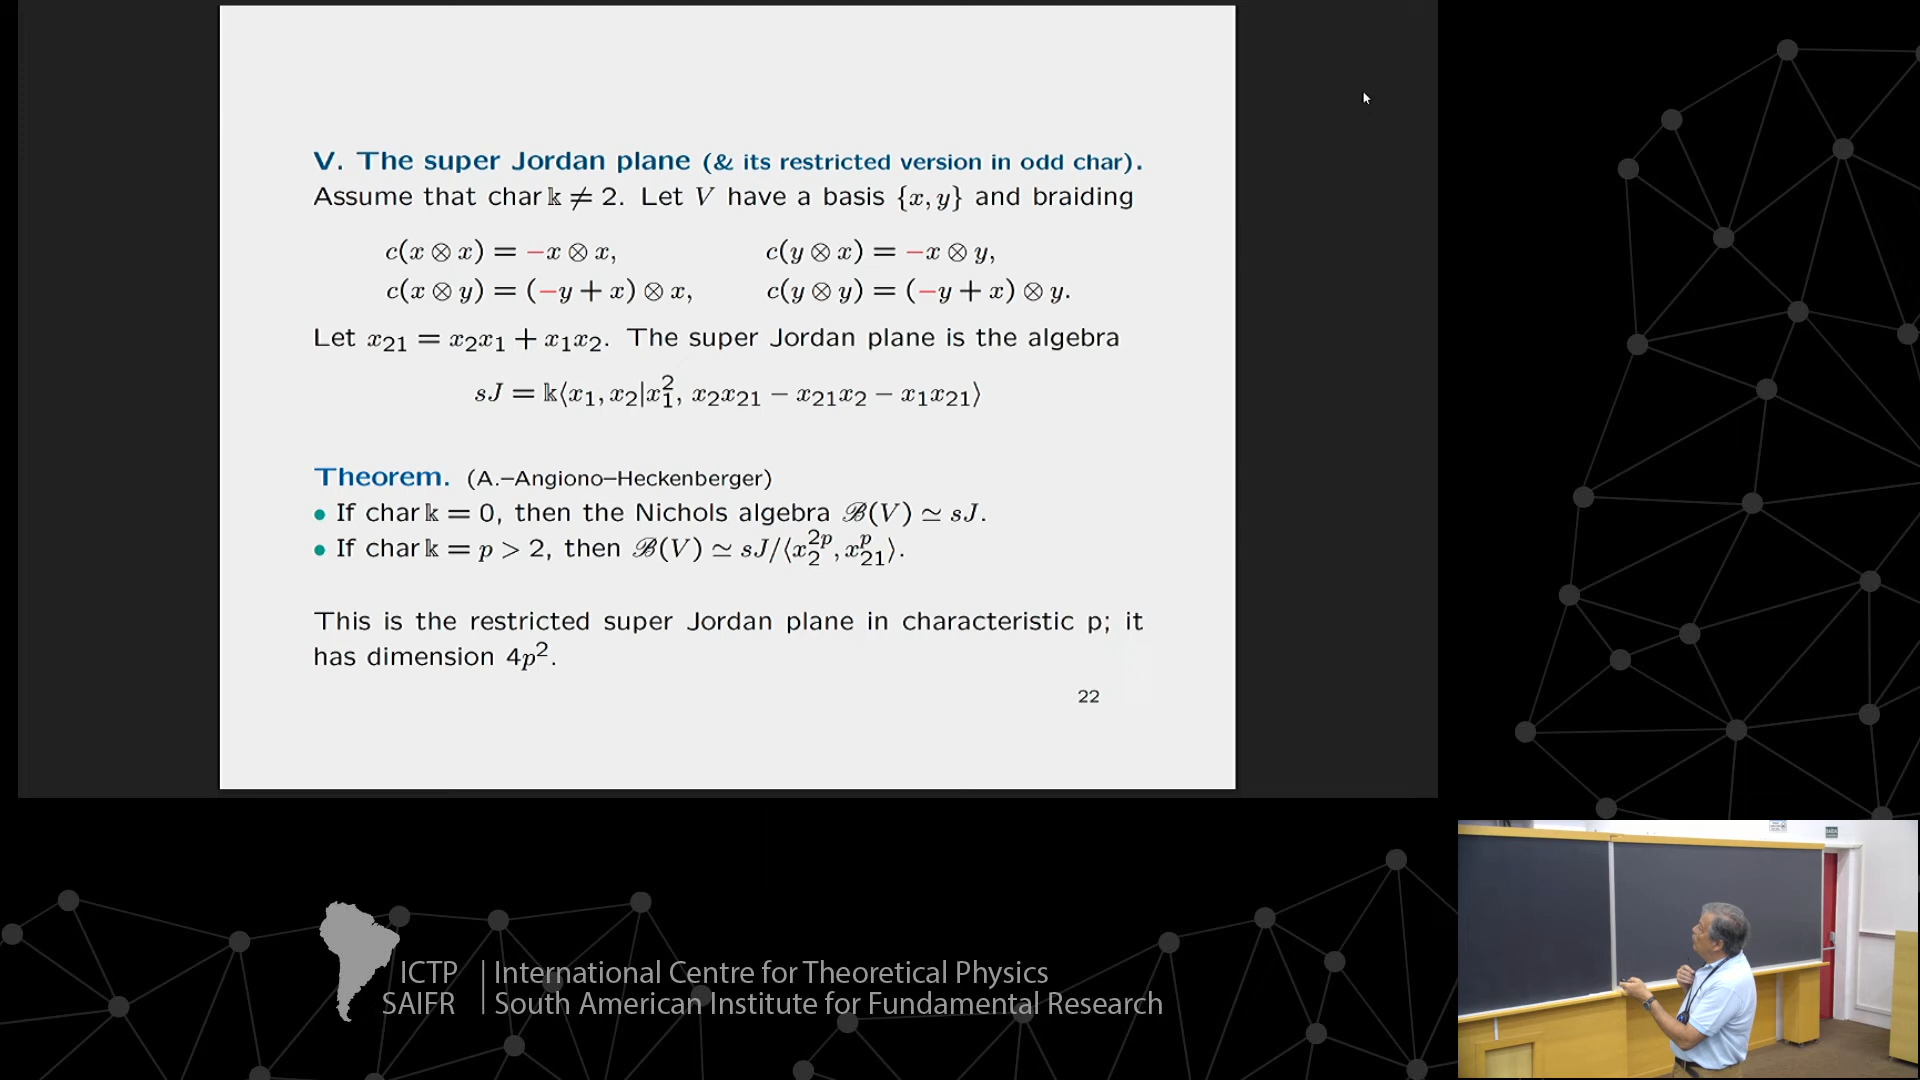 V. The super Jordan plane (& its restricted version in odd char).
Assume that char 𝕜 ≠ 2. Let V have a basis {x, y} and braiding
c(x ⊗ x) = −x ⊗ x, c(y ⊗ x) = −x ⊗ y,
c(x ⊗ y) = (−y + x) ⊗ x, c(y ⊗ y) = (−y + x) ⊗ y.
Let x₂₁ = x₂x₁ + x₁x₂. The super Jordan plane is the algebra
sJ = 𝕜⟨x₁, x₂|x₁², x₂x₂₁ − x₂₁x₂ − x₁x₂₁⟩
Theorem. (A.–Angiono–Heckenberger)
• If char 𝕜 = 0, then the Nichols algebra ℬ(V) ≃ sJ.
• If char 𝕜 = p > 2, then ℬ(V) ≃ sJ/⟨x₂²ᵖ, x₂₁ᵖ⟩.
This is the restricted super Jordan plane in characteristic p; it
has dimension 4p².
22
ICTP | International Centre for Theoretical Physics
SAIFR | South American Institute for Fundamental Research